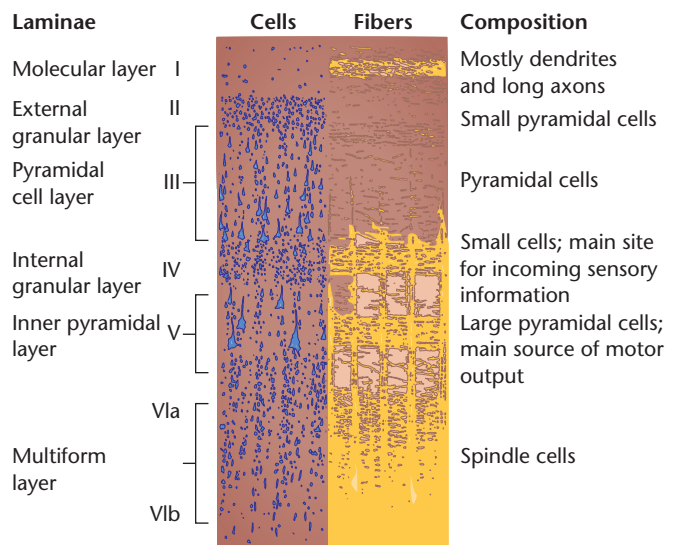 Laminae Cells Fibers Composition
Molecular layer I Mostly dendrites
and long axons
External
granular layer II Small pyramidal cells
Pyramidal
cell layer III Pyramidal cells
Internal
granular layer IV Small cells; main site
for incoming sensory
information
Inner pyramidal
layer V Large pyramidal cells;
main source of motor
output
VIa
Multiform
layer Spindle cells
VIb